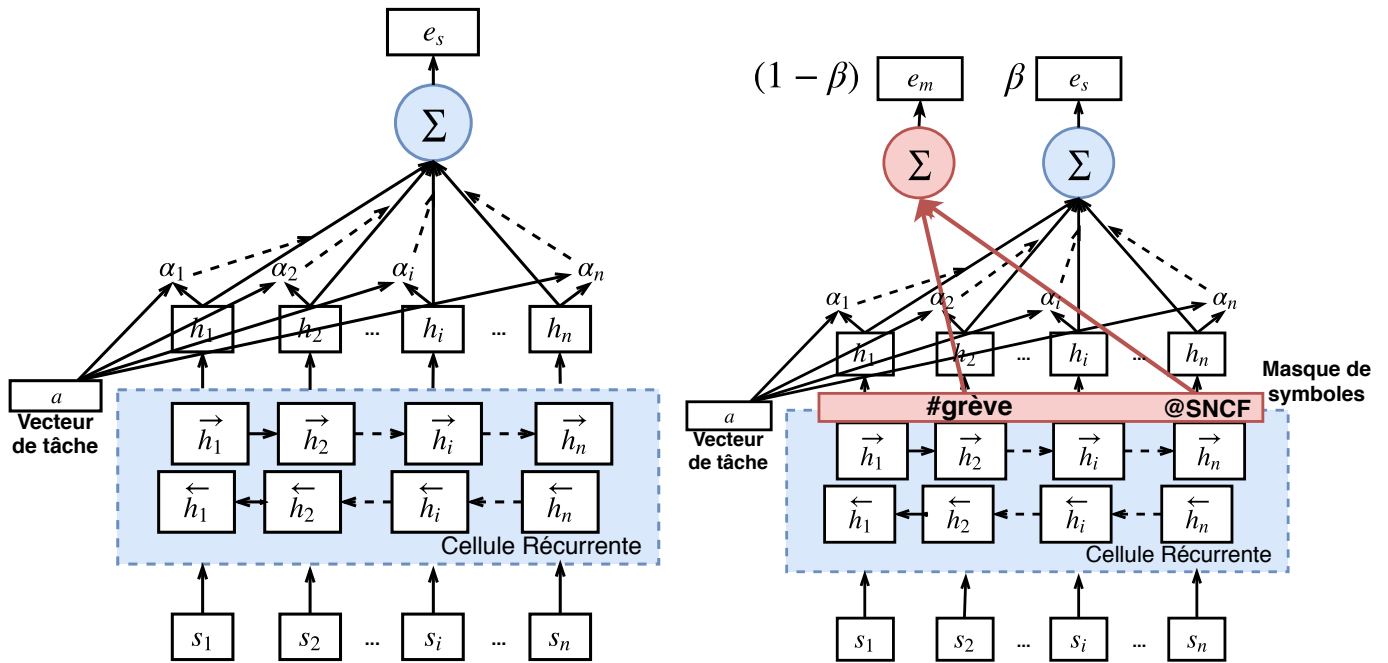 e_s
Σ
α_1 α_2 α_i α_n
h_1 h_2 ... h_i ... h_n
a
Vecteur
de tâche
→h_1 →h_2 →h_i →h_n
←h_1 ←h_2 ←h_i ←h_n
Cellule Récurrente
s_1 s_2 ... s_i ... s_n
(1 − β) e_m β e_s
Σ Σ
α_1 α_2 α_i α_n
h_1 h_2 ... h_i ... h_n
Masque de
symboles
a
Vecteur
de tâche
#grève @SNCF
→h_1 →h_2 →h_i →h_n
←h_1 ←h_2 ←h_i ←h_n
Cellule Récurrente
s_1 s_2 ... s_i ... s_n